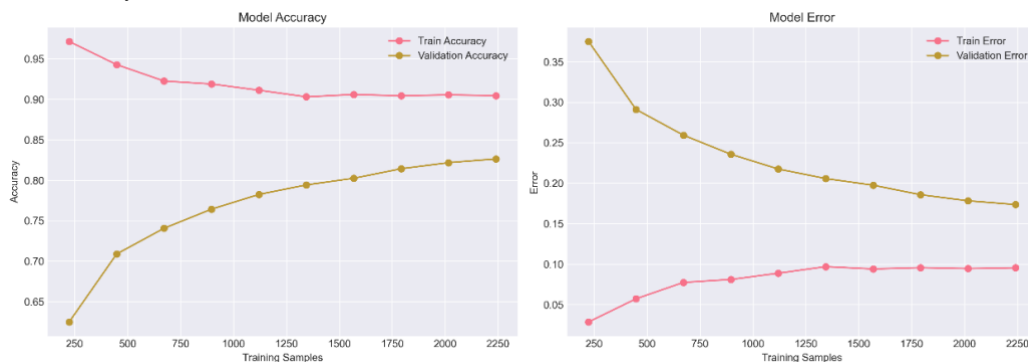 Model Accuracy
Train Accuracy
Validation Accuracy
0.95
0.90
0.85
0.80
0.75
0.70
0.65
Accuracy
250 500 750 1000 1250 1500 1750 2000 2250
Training Samples
Model Error
Train Error
Validation Error
0.35
0.30
0.25
0.20
0.15
0.10
0.05
Error
250 500 750 1000 1250 1500 1750 2000 2250
Training Samples